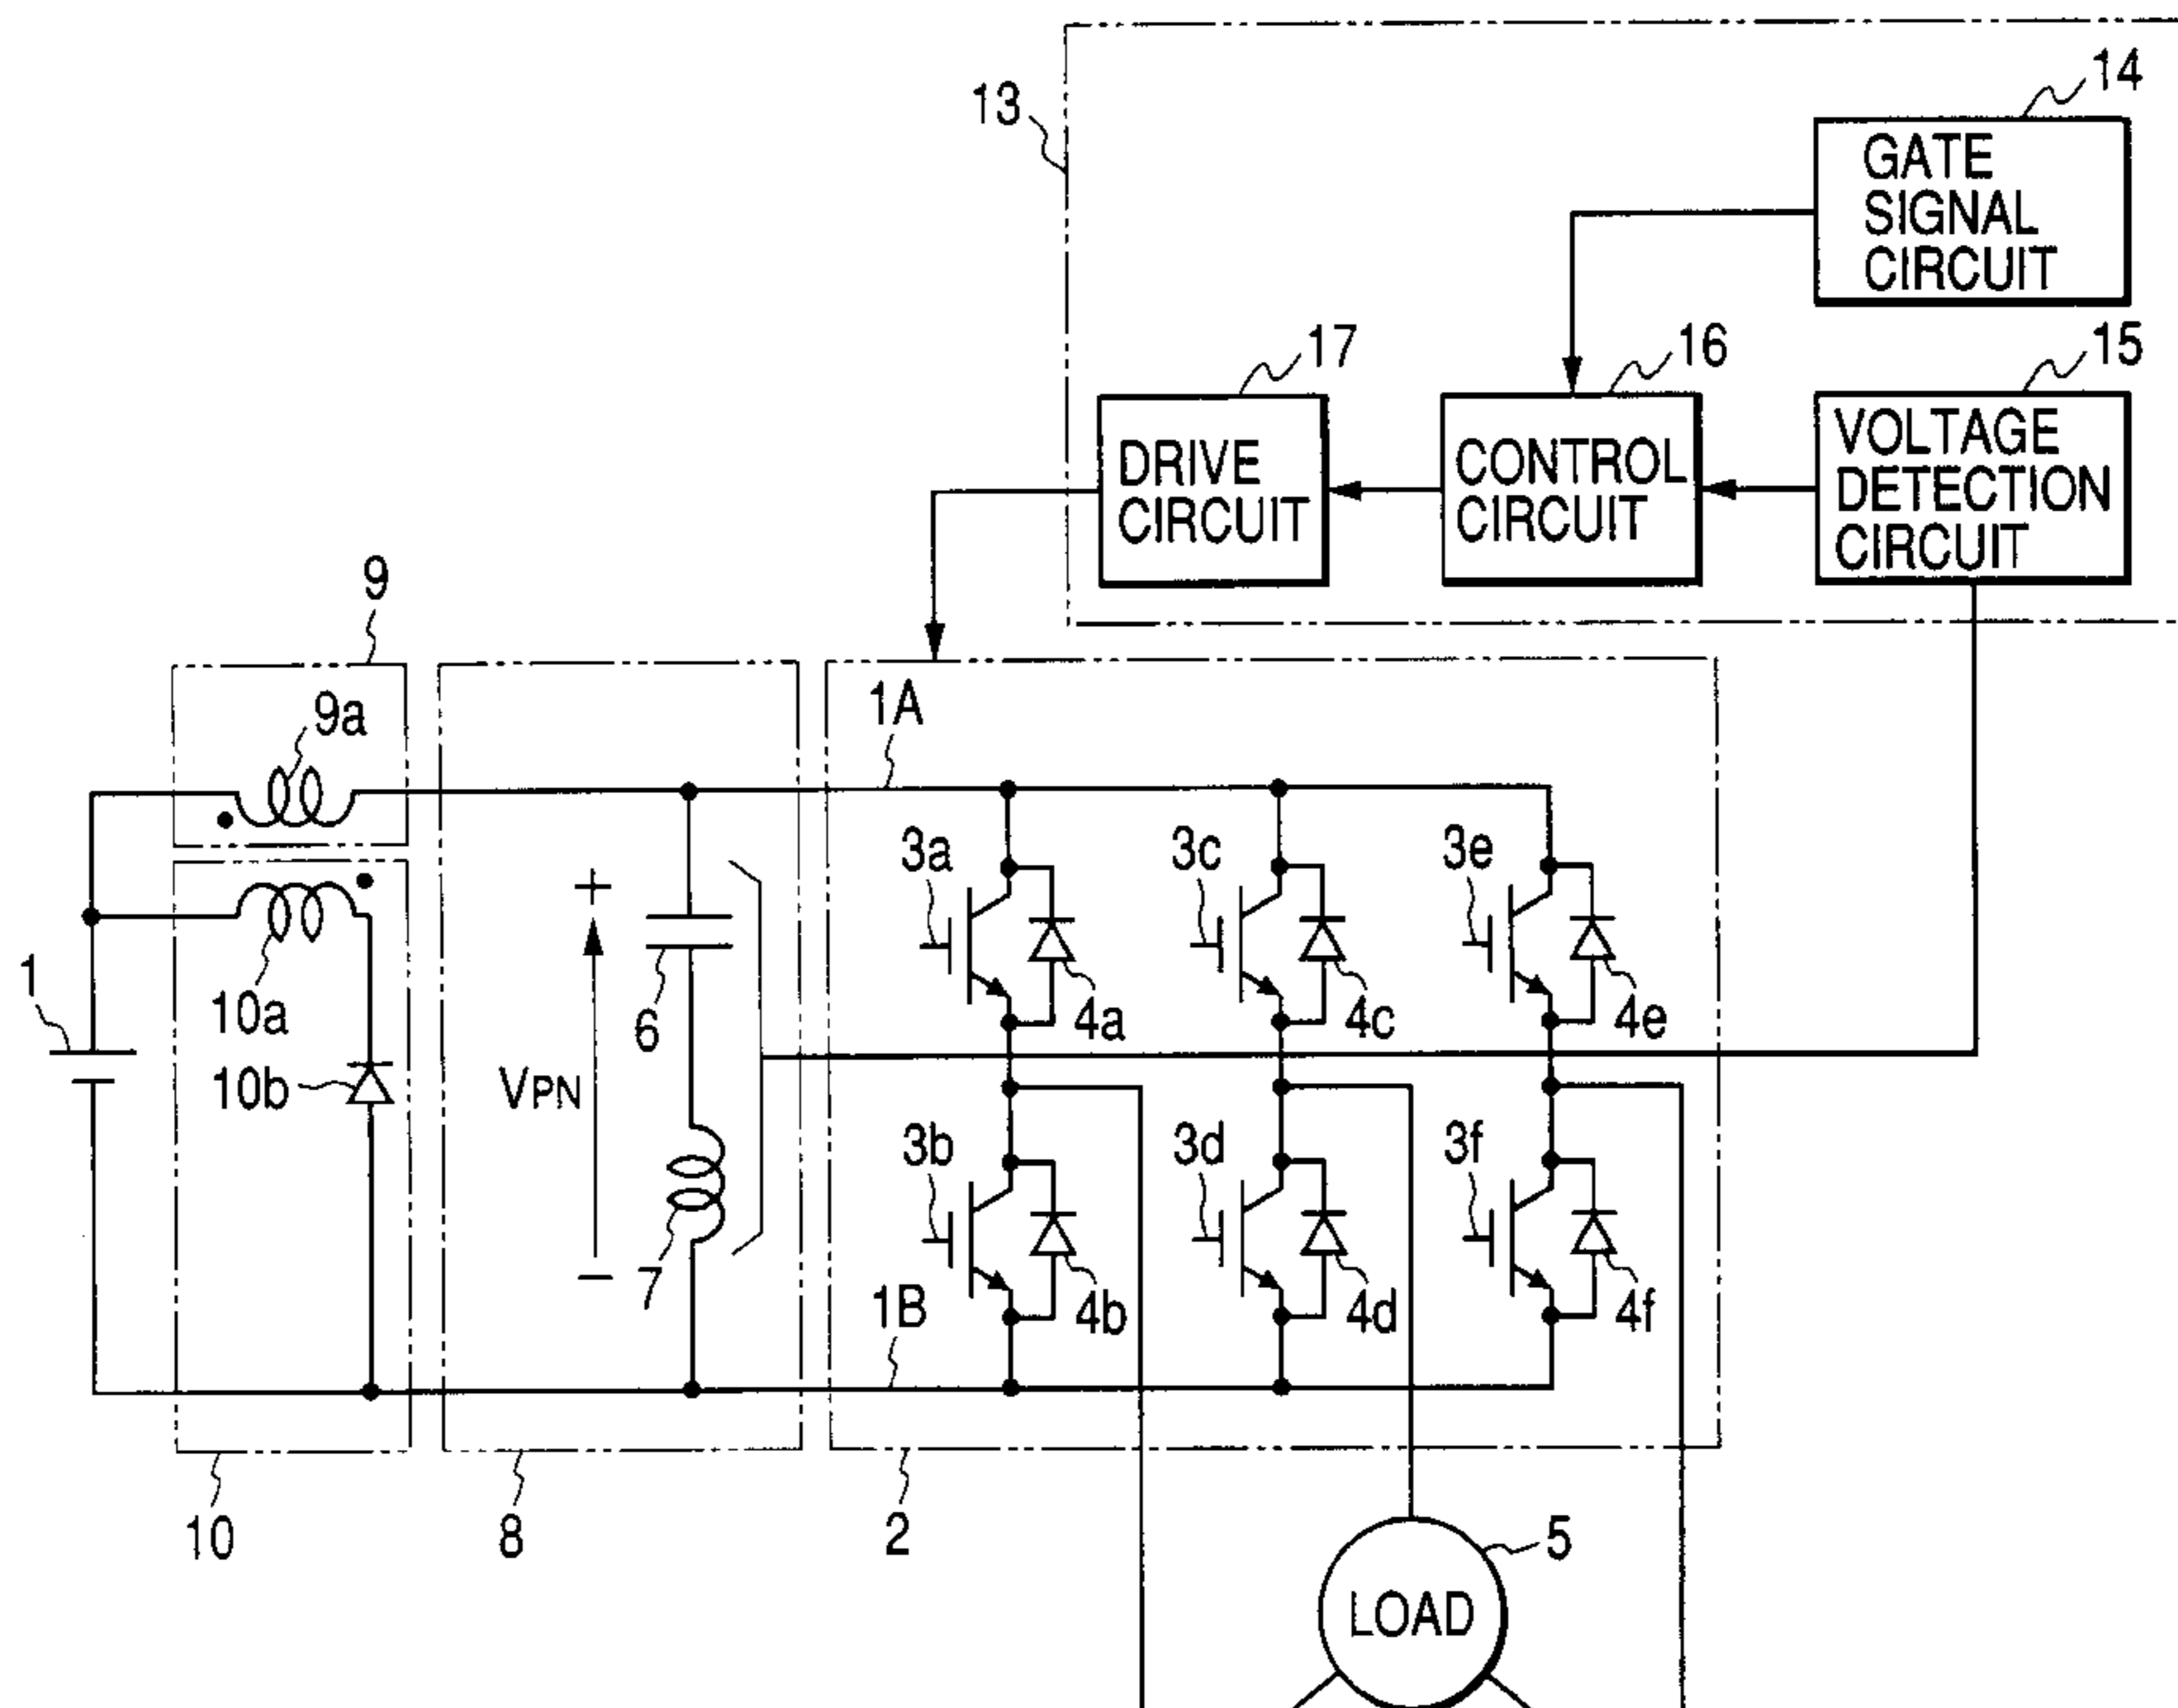 14
13
GATE
SIGNAL
CIRCUIT
17
16
15
DRIVE
CIRCUIT
CONTROL
CIRCUIT
VOLTAGE
DETECTION
CIRCUIT
9
9a
1A
3a
3c
3e
1
10a
6
4a
4c
4e
10b
VPN
+
−
3b
3d
3f
7
1B
4b
4d
4f
10
8
2
5
LOAD